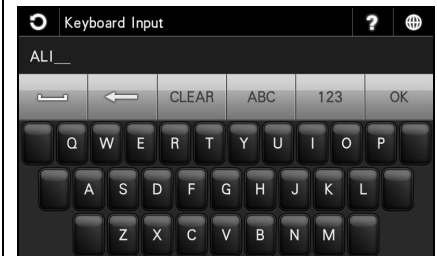 Keyboard Input ?
ALI__
CLEAR ABC 123 OK
Q W E R T Y U I O P
A S D F G H J K L
Z X C V B N M